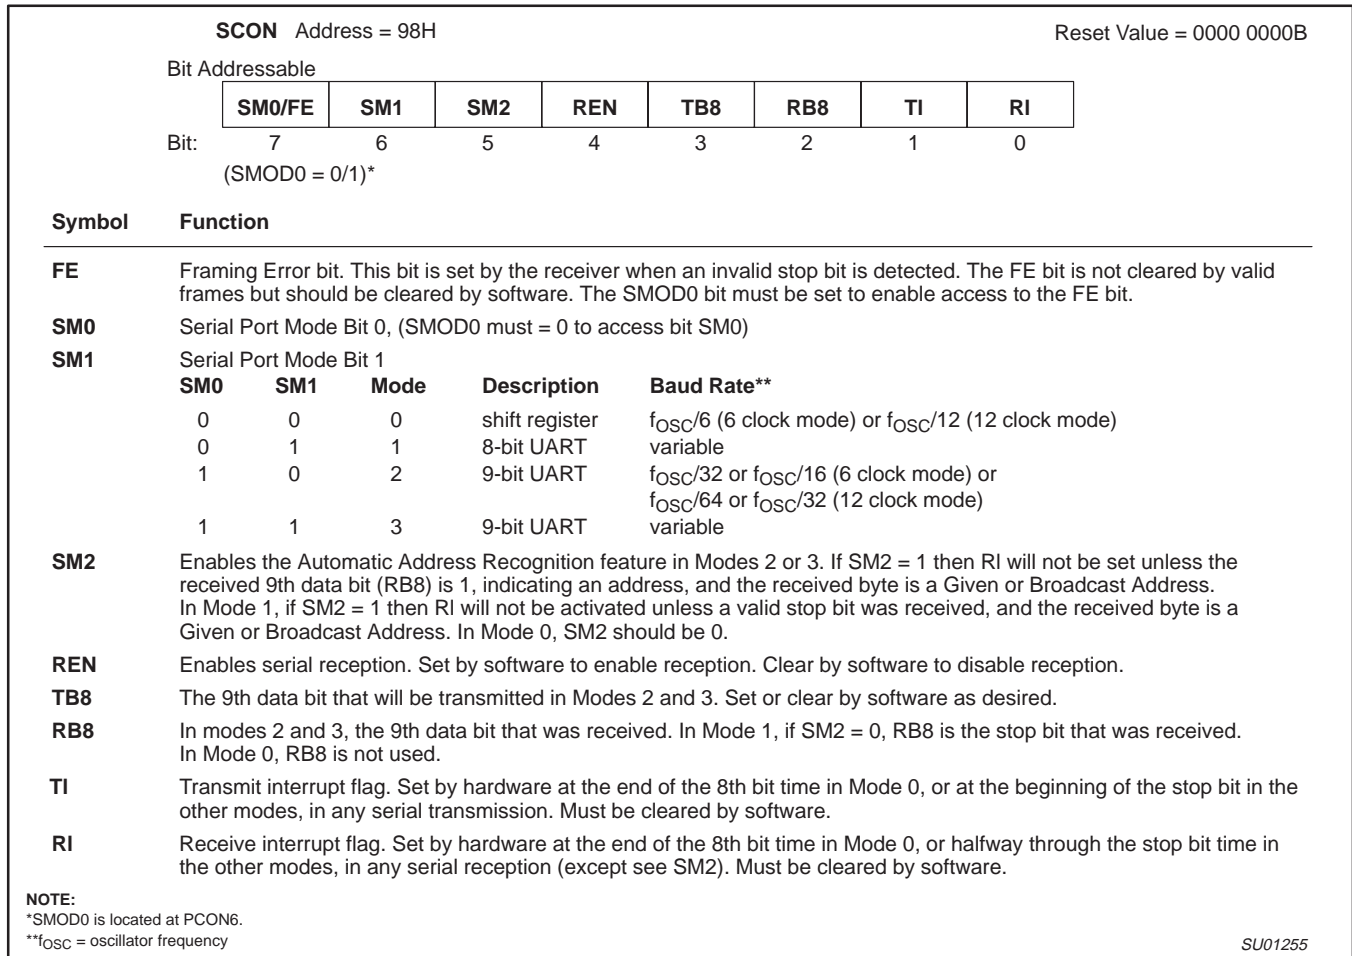 SCON Address = 98H Reset Value = 0000 0000B
Bit Addressable
SM0/FE SM1 SM2 REN TB8 RB8 TI RI
Bit: 7 6 5 4 3 2 1 0
(SMOD0 = 0/1)*
Symbol Function
FE Framing Error bit. This bit is set by the receiver when an invalid stop bit is detected. The FE bit is not cleared by valid
frames but should be cleared by software. The SMOD0 bit must be set to enable access to the FE bit.
SM0 Serial Port Mode Bit 0, (SMOD0 must = 0 to access bit SM0)
SM1 Serial Port Mode Bit 1
SM0 SM1 Mode Description Baud Rate**
0 0 0 shift register fOSC/6 (6 clock mode) or fOSC/12 (12 clock mode)
0 1 1 8-bit UART variable
1 0 2 9-bit UART fOSC/32 or fOSC/16 (6 clock mode) or
fOSC/64 or fOSC/32 (12 clock mode)
1 1 3 9-bit UART variable
SM2 Enables the Automatic Address Recognition feature in Modes 2 or 3. If SM2 = 1 then RI will not be set unless the
received 9th data bit (RB8) is 1, indicating an address, and the received byte is a Given or Broadcast Address.
In Mode 1, if SM2 = 1 then RI will not be activated unless a valid stop bit was received, and the received byte is a
Given or Broadcast Address. In Mode 0, SM2 should be 0.
REN Enables serial reception. Set by software to enable reception. Clear by software to disable reception.
TB8 The 9th data bit that will be transmitted in Modes 2 and 3. Set or clear by software as desired.
RB8 In modes 2 and 3, the 9th data bit that was received. In Mode 1, if SM2 = 0, RB8 is the stop bit that was received.
In Mode 0, RB8 is not used.
TI Transmit interrupt flag. Set by hardware at the end of the 8th bit time in Mode 0, or at the beginning of the stop bit in the
other modes, in any serial transmission. Must be cleared by software.
RI Receive interrupt flag. Set by hardware at the end of the 8th bit time in Mode 0, or halfway through the stop bit time in
the other modes, in any serial reception (except see SM2). Must be cleared by software.
NOTE:
*SMOD0 is located at PCON6.
**fOSC = oscillator frequency SU01255